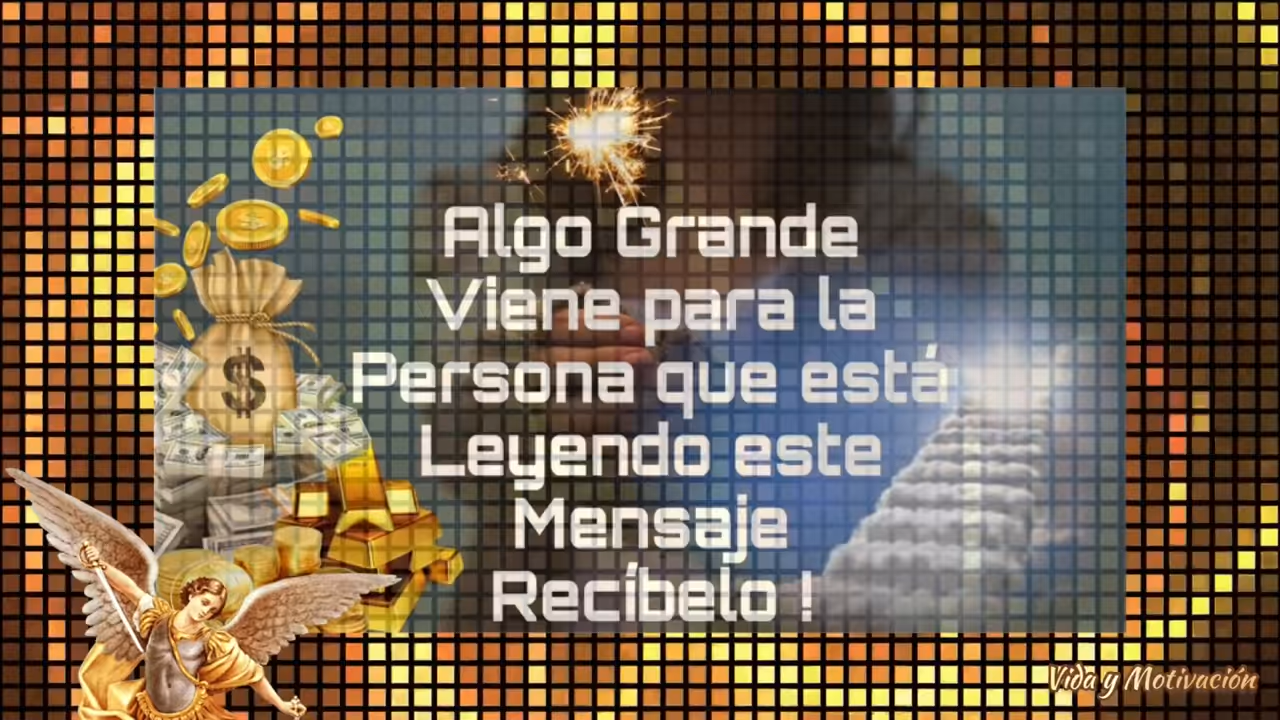 Algo Grande
Viene para la
Persona que está
Leyendo este
Mensaje
Recíbelo !
$
Vida y Motivación